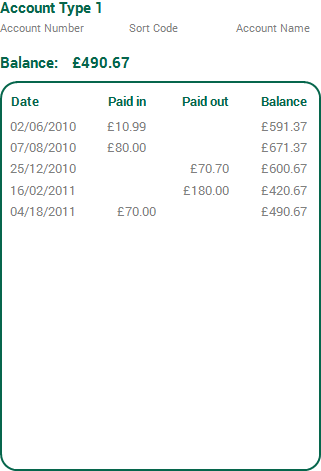 Account Type 1
Account Number Sort Code Account Name
Balance: £490.67
Date Paid in Paid out Balance
02/06/2010 £10.99 £591.37
07/08/2010 £80.00 £671.37
25/12/2010 £70.70 £600.67
16/02/2011 £180.00 £420.67
04/18/2011 £70.00 £490.67